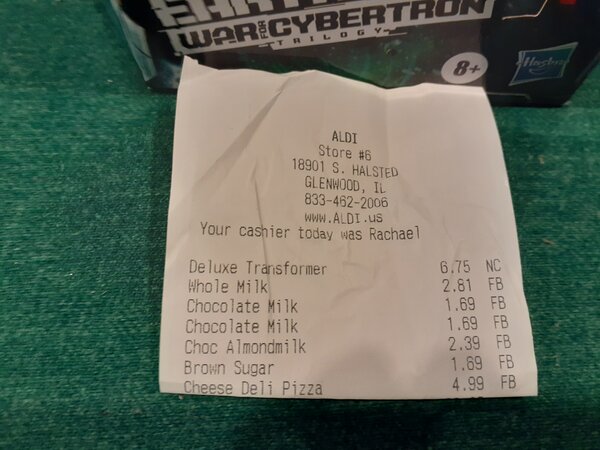 WAR FOR CYBERTRON
TRILOGY
8+
Hasbro
ALDI
Store #6
18901 S. HALSTED
GLENWOOD, IL
833-462-2006
www.ALDI.us
Your cashier today was Rachael
Deluxe Transformer 6.75 NC
Whole Milk 2.81 FB
Chocolate Milk 1.69 FB
Chocolate Milk 1.69 FB
Choc Almondmilk 2.39 FB
Brown Sugar 1.69 FB
Cheese Deli Pizza 4.99 FB